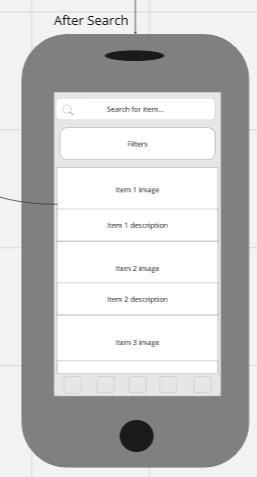 After Search
Search for item...
Filters
Item 1 image
Item 1 description
Item 2 image
Item 2 description
Item 3 image